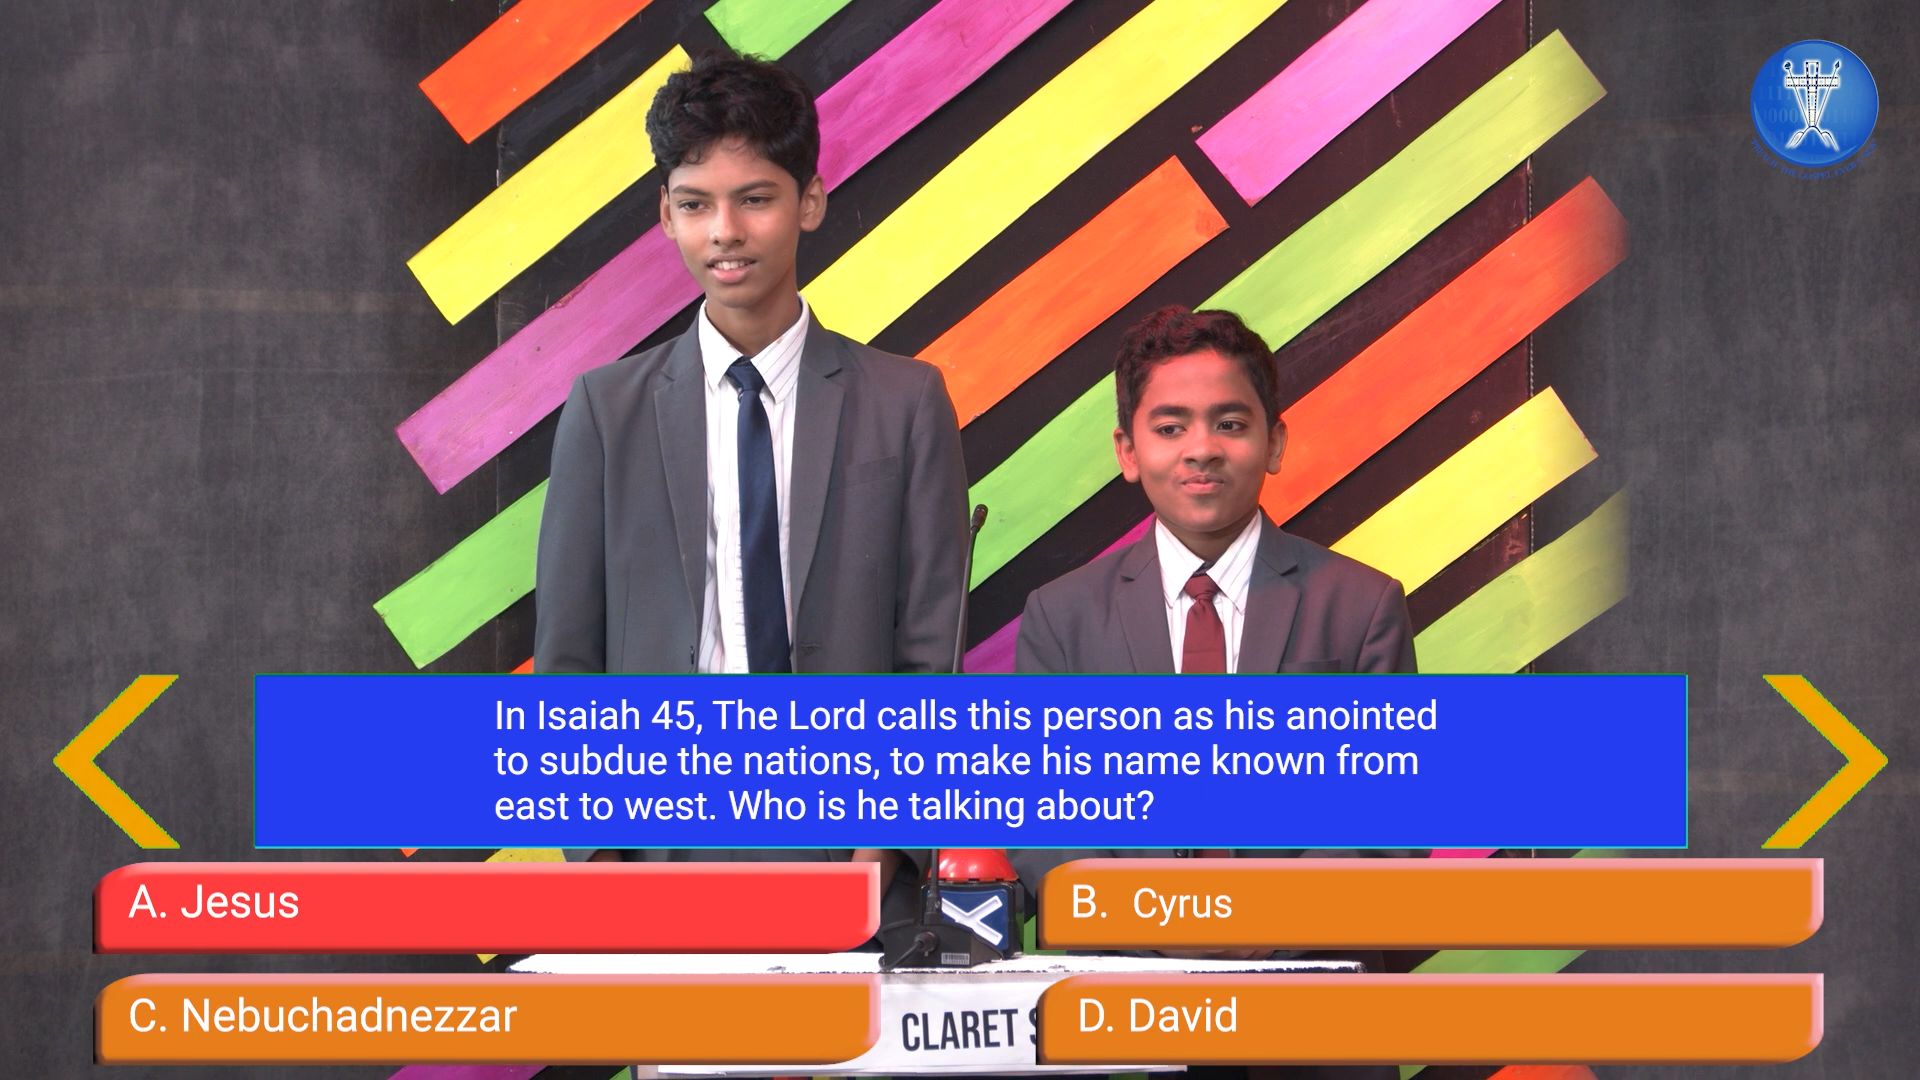 In Isaiah 45, The Lord calls this person as his anointed
to subdue the nations, to make his name known from
east to west. Who is he talking about?
A. Jesus
B. Cyrus
C. Nebuchadnezzar
D. David
CLARET